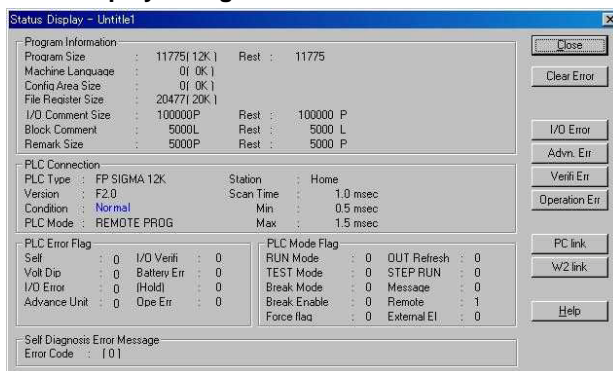 Status Display - Untitle1
Program Information
Program Size : 11775( 12K ) Rest : 11775
Machine Language : 0( 0K )
Config Area Size : 0( 0K )
File Register Size : 20477( 20K )
I/O Comment Size : 100000P Rest : 100000 P
Block Comment : 5000L Rest : 5000 L
Remark Size : 5000P Rest : 5000 P
PLC Connection
PLC Type : FP SIGMA 12K Station : Home
Version : F2.0 Scan Time : 1.0 msec
Condition : Normal Min : 0.5 msec
PLC Mode : REMOTE PROG Max : 1.5 msec
PLC Error Flag
Self : 0 I/O Verifi : 0
Volt Dip : 0 Battery Err : 0
I/O Error : 0 (Hold) : 0
Advance Unit : 0 Ope Err : 0
PLC Mode Flag
RUN Mode : 0 OUT Refresh : 0
TEST Mode : 0 STEP RUN : 0
Break Mode : 0 Message : 0
Break Enable : 0 Remote : 1
Force flag : 0 External EI : 0
Self Diagnosis Error Message
Error Code : [ 0 ]
Close
Clear Error
I/O Error
Advn. Err
Verifi Err
Operation Err
PC link
W2 link
Help